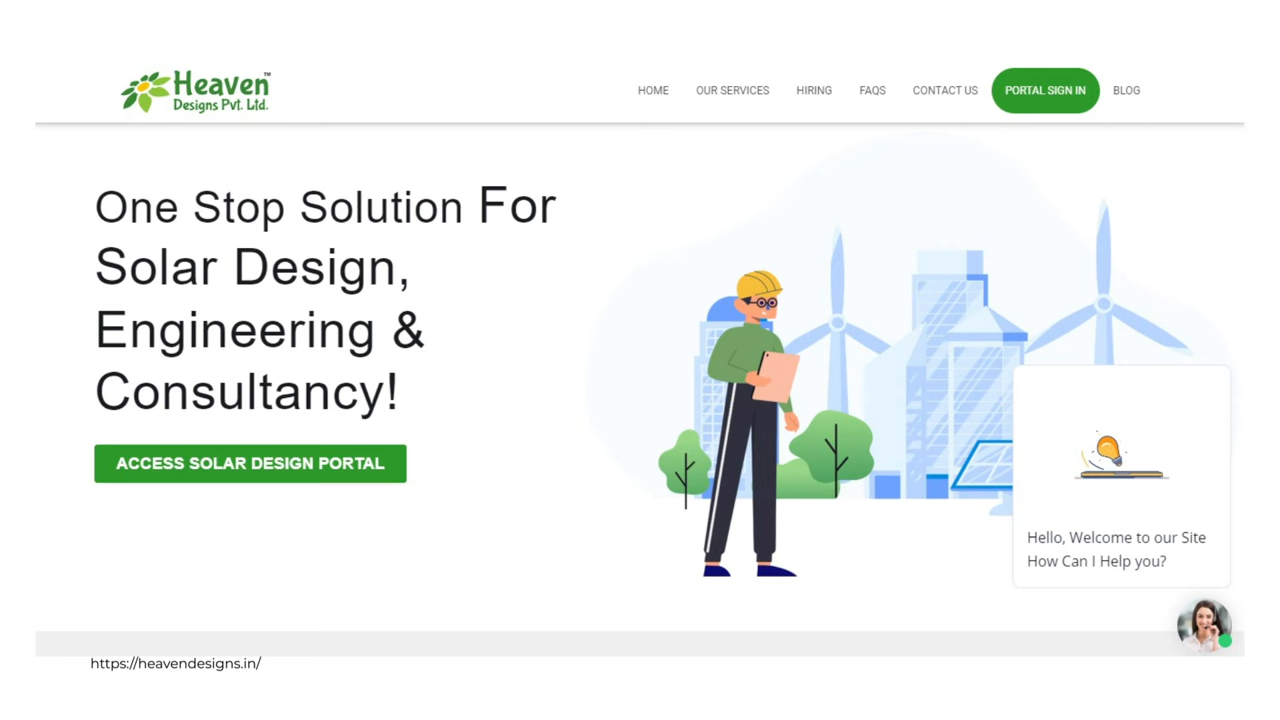 Heaven™
Designs Pvt. Ltd.
HOME OUR SERVICES HIRING FAQS CONTACT US PORTAL SIGN IN BLOG
One Stop Solution For
Solar Design,
Engineering &
Consultancy!
ACCESS SOLAR DESIGN PORTAL
Hello, Welcome to our Site
How Can I Help you?
https://heavendesigns.in/